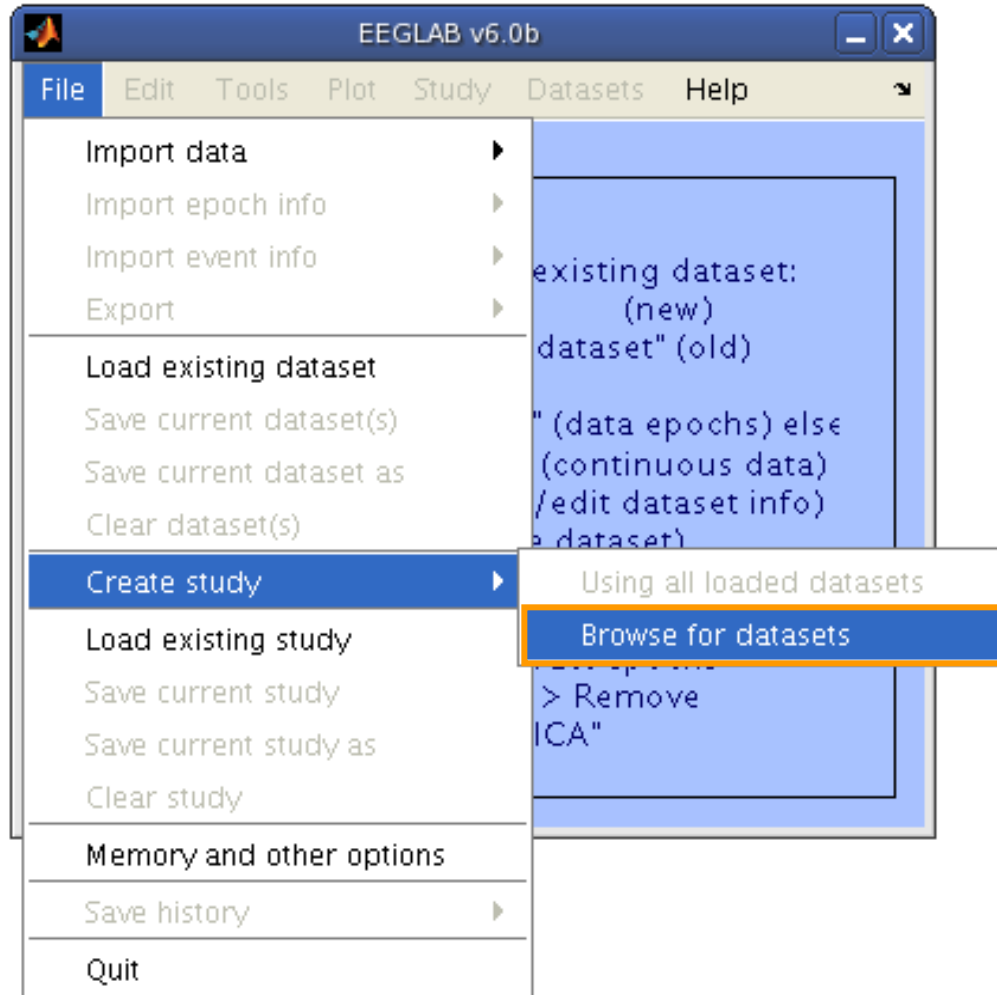 EEGLAB v6.0b
File Edit Tools Plot Study Datasets Help
Import data
Import epoch info
Import event info
Export
Load existing dataset
Save current dataset(s)
Save current dataset as
Clear dataset(s)
Create study
Load existing study
Save current study
Save current study as
Clear study
Memory and other options
Save history
Quit
Using all loaded datasets
Browse for datasets
existing dataset:
(new)
dataset" (old)
" (data epochs) else
(continuous data)
/edit dataset info)
dataset)
> Remove
ICA"